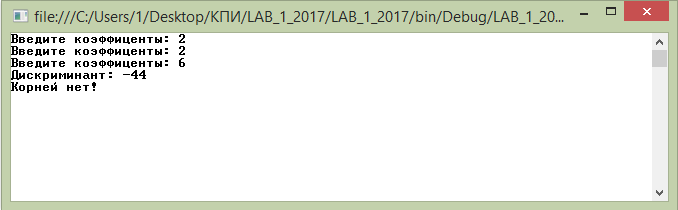 file:///C:/Users/1/Desktop/КПИ/LAB_1_2017/LAB_1_2017/bin/Debug/LAB_1_20...
Введите коэффиценты: 2
Введите коэффиценты: 2
Введите коэффиценты: 6
Дискриминант: -44
Корней нет!